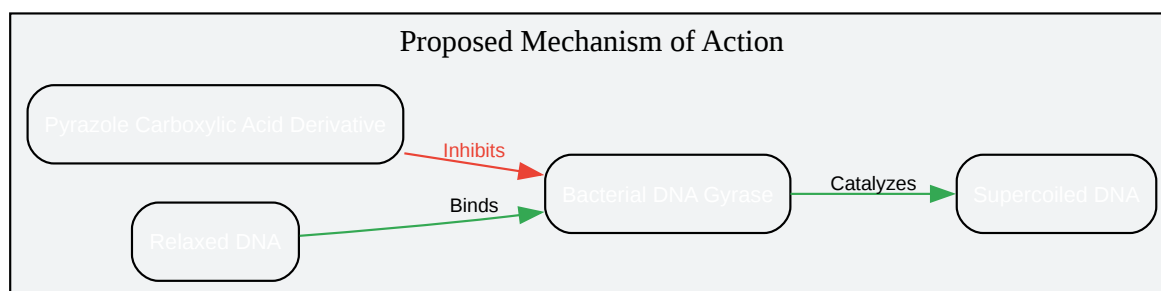 Proposed Mechanism of Action
Pyrazole Carboxylic Acid Derivative
Inhibits
Bacterial DNA Gyrase
Catalyzes
Supercoiled DNA
Binds
Relaxed DNA